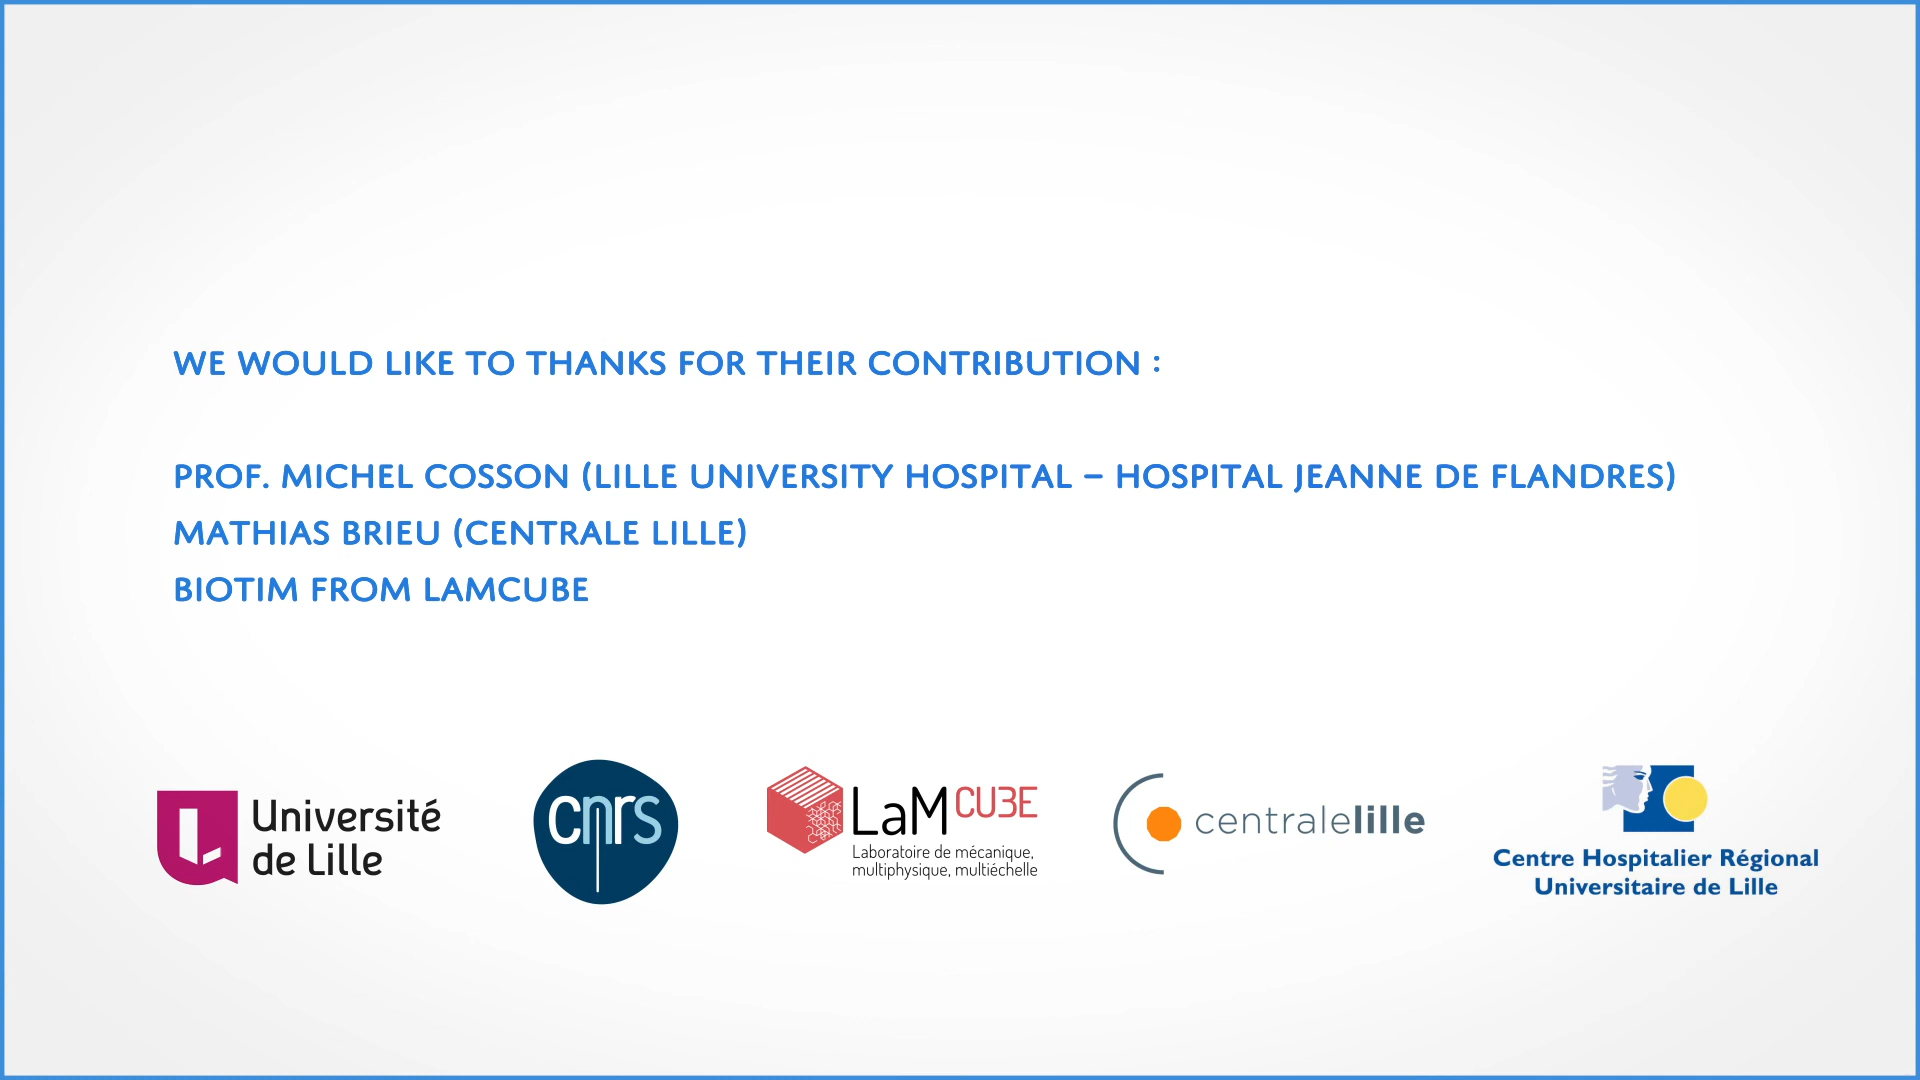 WE WOULD LIKE TO THANKS FOR THEIR CONTRIBUTION :
PROF. MICHEL COSSON (LILLE UNIVERSITY HOSPITAL – HOSPITAL JEANNE DE FLANDRES)
MATHIAS BRIEU (CENTRALE LILLE)
BIOTIM FROM LAMCUBE
Université
de Lille
cnrs
LaMCUBE
Laboratoire de mécanique,
multiphysique, multiéchelle
centralelille
Centre Hospitalier Régional
Universitaire de Lille